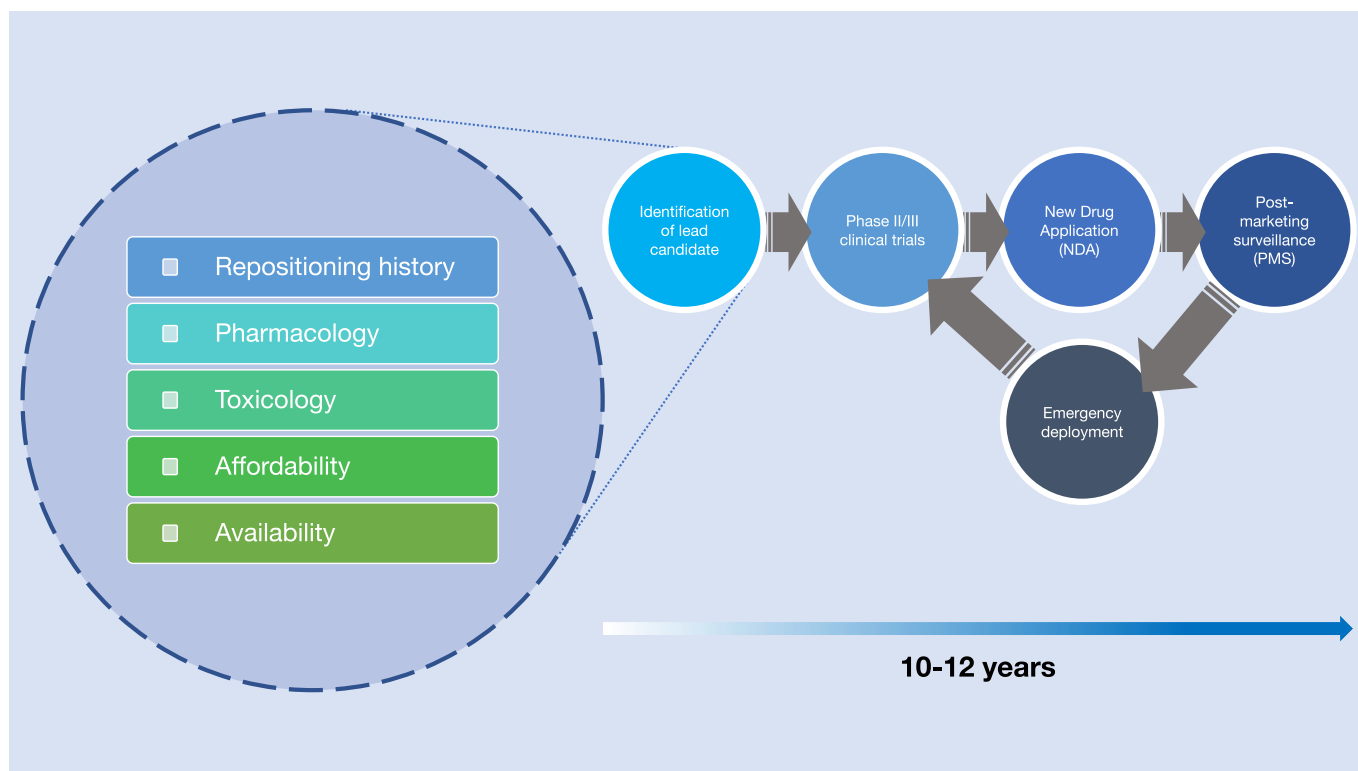 Repositioning history
Pharmacology
Toxicology
Affordability
Availability
Identification
of lead
candidate
Phase II/III
clinical trials
New Drug
Application
(NDA)
Post-
marketing
surveillance
(PMS)
Emergency
deployment
10-12 years